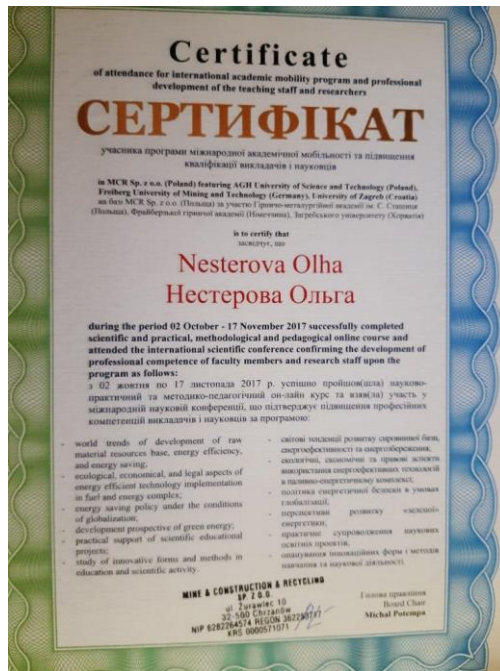 Certificate
of attendance for international academic mobility program and professional
development of the teaching staff and researchers
СЕРТИФІКАТ
учасника програми міжнародної академічної мобільності та підвищення
кваліфікації викладачів і науковців
in MCR Sp. z o.o. (Poland) featuring AGH University of Science and Technology (Poland),
Freiberg University of Mining and Technology (Germany), University of Zagreb (Croatia)
на базі MCR Sp. z o.o. (Польща) за участю Гірничо-металургійної академії ім. С. Сташиця
(Польща), Фрайберзької гірничої академії (Німеччина), Загребського університету (Хорватія)
is to certify that
засвідчує, що
Nesterova Olha
Нестерова Ольга
during the period 02 October - 17 November 2017 successfully completed
scientific and practical, methodological and pedagogical online course and
attended the international scientific conference confirming the development of
professional competence of faculty members and research staff upon the
program as follows:
з 02 жовтня по 17 листопада 2017 р. успішно пройшов(шла) науково-
практичний та методико-педагогічний он-лайн курс та взяв(ла) участь у
міжнародній науковій конференції, що підтверджує підвищення професійних
компетенцій викладачів і науковців за програмою:
- world trends of development of raw
material resources base, energy efficiency,
and energy saving;
- ecological, economical, and legal aspects of
energy efficient technology implementation
in fuel and energy complex;
- energy saving policy under the conditions
of globalization;
- development prospective of green energy;
- practical support of scientific educational
projects;
- study of innovative forms and methods in
education and scientific activity.
- світові тенденції розвитку сировинної бази,
енергоефективності та енергозбереження;
- екологічні, економічні та правові аспекти
використання енергоефективних технологій
в паливно-енергетичному комплексі;
- політика енергетичної безпеки в умовах
глобалізації;
- перспективи розвитку «зеленої»
енергетики,
- практичне супроводження наукових
освітніх проектів;
- опанування інноваційних форм і методів
навчання та наукової діяльності.
MINE & CONSTRUCTION & RECYCLING
SP. Z O.O.
ul. Żurawiec 10
32-500 Chrzanów
NIP 6282264574 REGON
KRS 0000571071
Голова правління
Board Chair
Michal Potempa